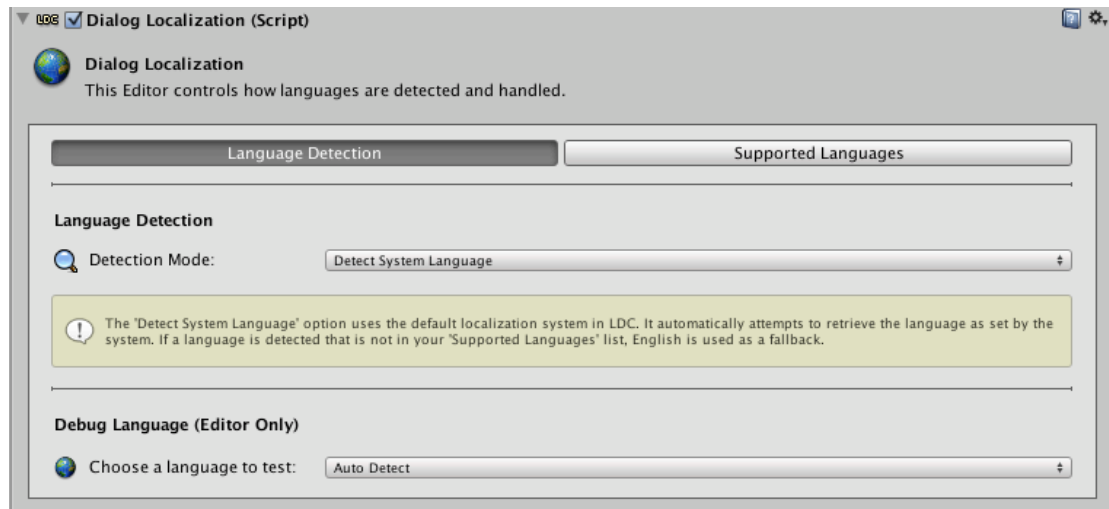 LDC Dialog Localization (Script)
Dialog Localization
This Editor controls how languages are detected and handled.
Language Detection
Supported Languages
Language Detection
Detection Mode:
Detect System Language
The 'Detect System Language' option uses the default localization system in LDC. It automatically attempts to retrieve the language as set by the
system. If a language is detected that is not in your 'Supported Languages' list, English is used as a fallback.
Debug Language (Editor Only)
Choose a language to test:
Auto Detect